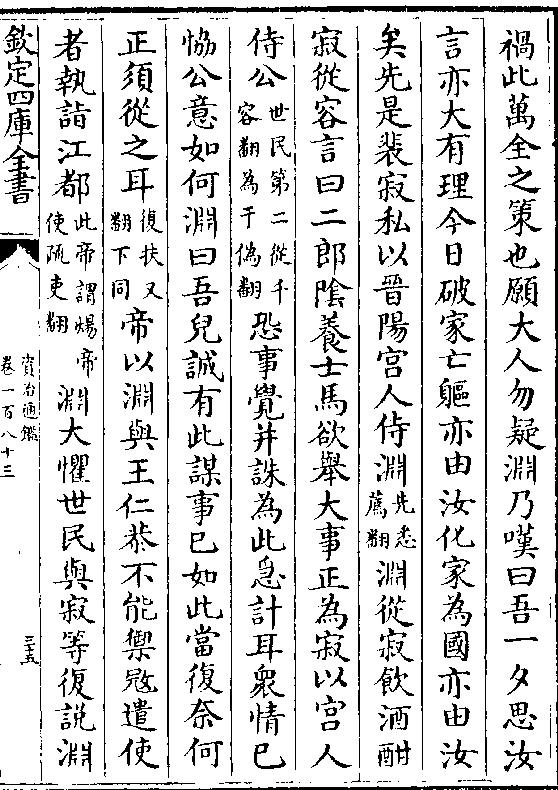 禍此萬全之策也願大人勿疑淵乃嘆曰吾一夕思汝
言亦大有理今日破家亡軀亦由汝化家為國亦由汝
矣先是裴寂私以晉陽宫人侍淵先悉薦翻淵從寂飲酒酣
寂從容言曰二郎隂養士馬欲舉大事正為寂以宫人
侍公世民第二從千容翻為于偽翻恐事覺并誅為此急計耳衆情已
恊公意如何淵曰吾兒誠有此謀事已如此當復奈何
正須從之耳復扶又翻下同帝以淵與王仁恭不能禦寇遣使
者執詣江都此帝謂煬帝使疏吏翻淵大懼世民與寂等復説淵
欽定四庫全書
資治通鑑
卷一百八十三
三五